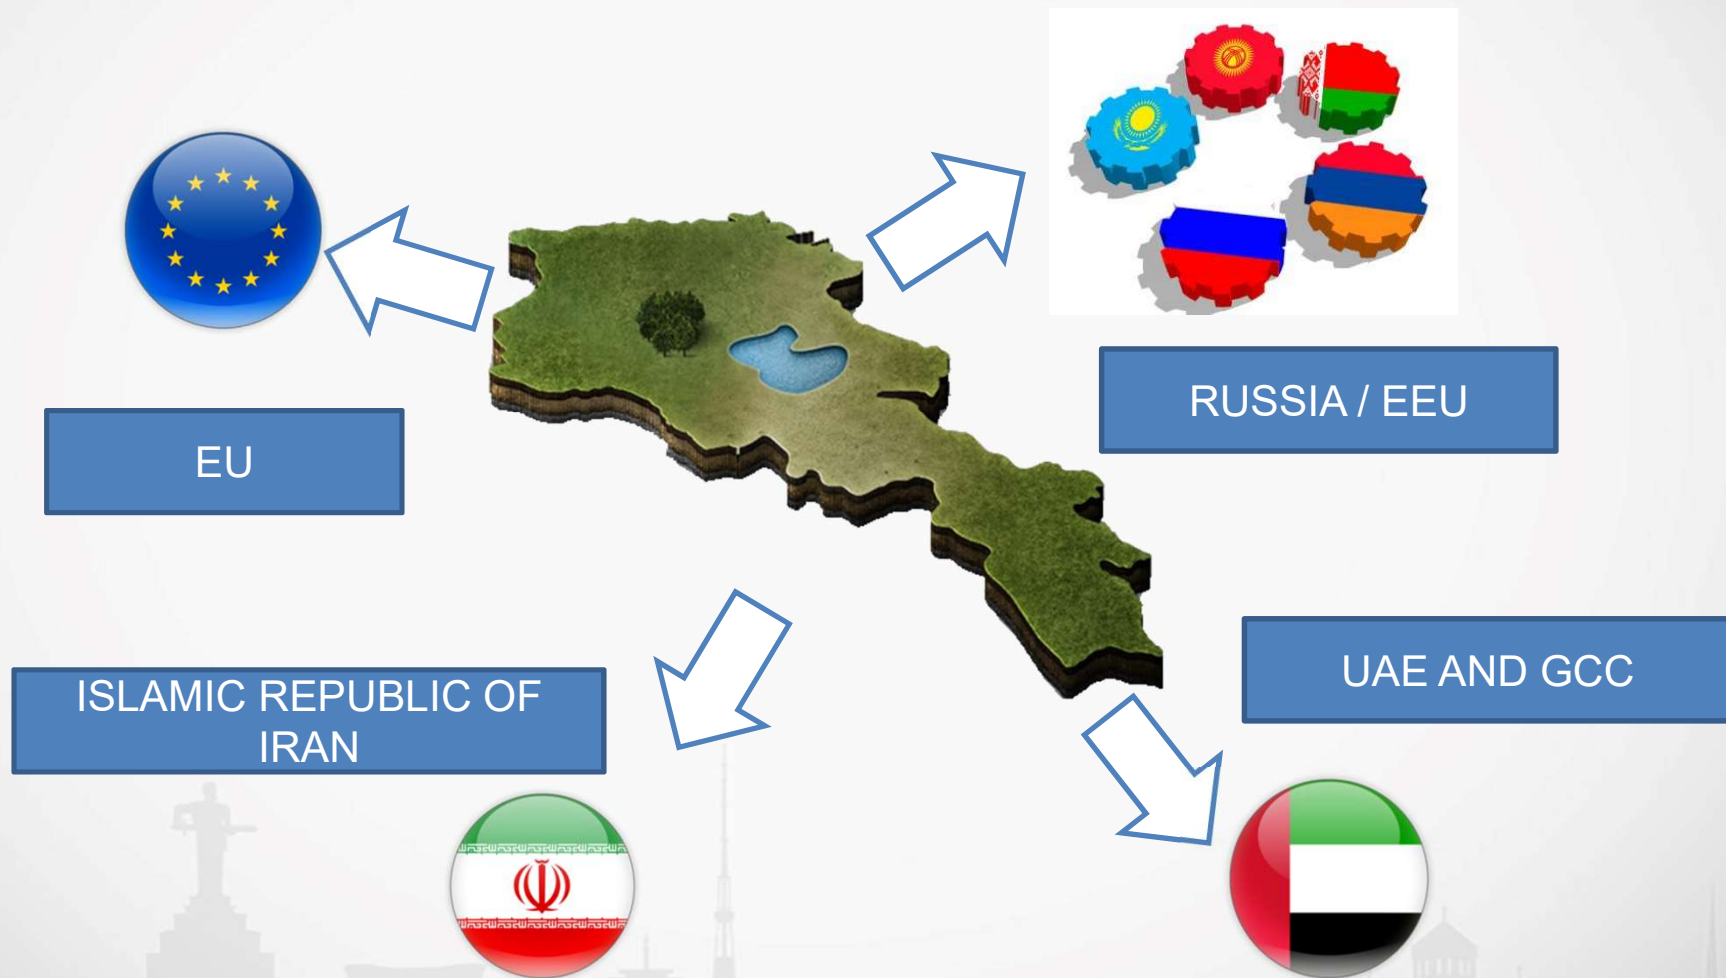 RUSSIA / EEU
EU
UAE AND GCC
ISLAMIC REPUBLIC OF
IRAN